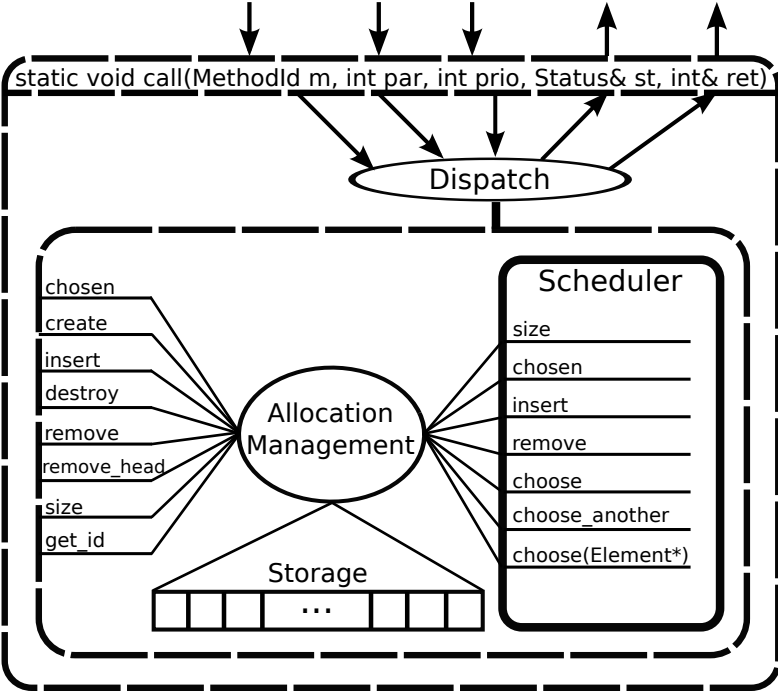 static void call(MethodId m, int par, int prio, Status& st, int& ret)
Dispatch
chosen
create
insert
destroy
remove
remove_head
size
get_id
Allocation
Management
Storage
...
Scheduler
size
chosen
insert
remove
choose
choose_another
choose(Element*)